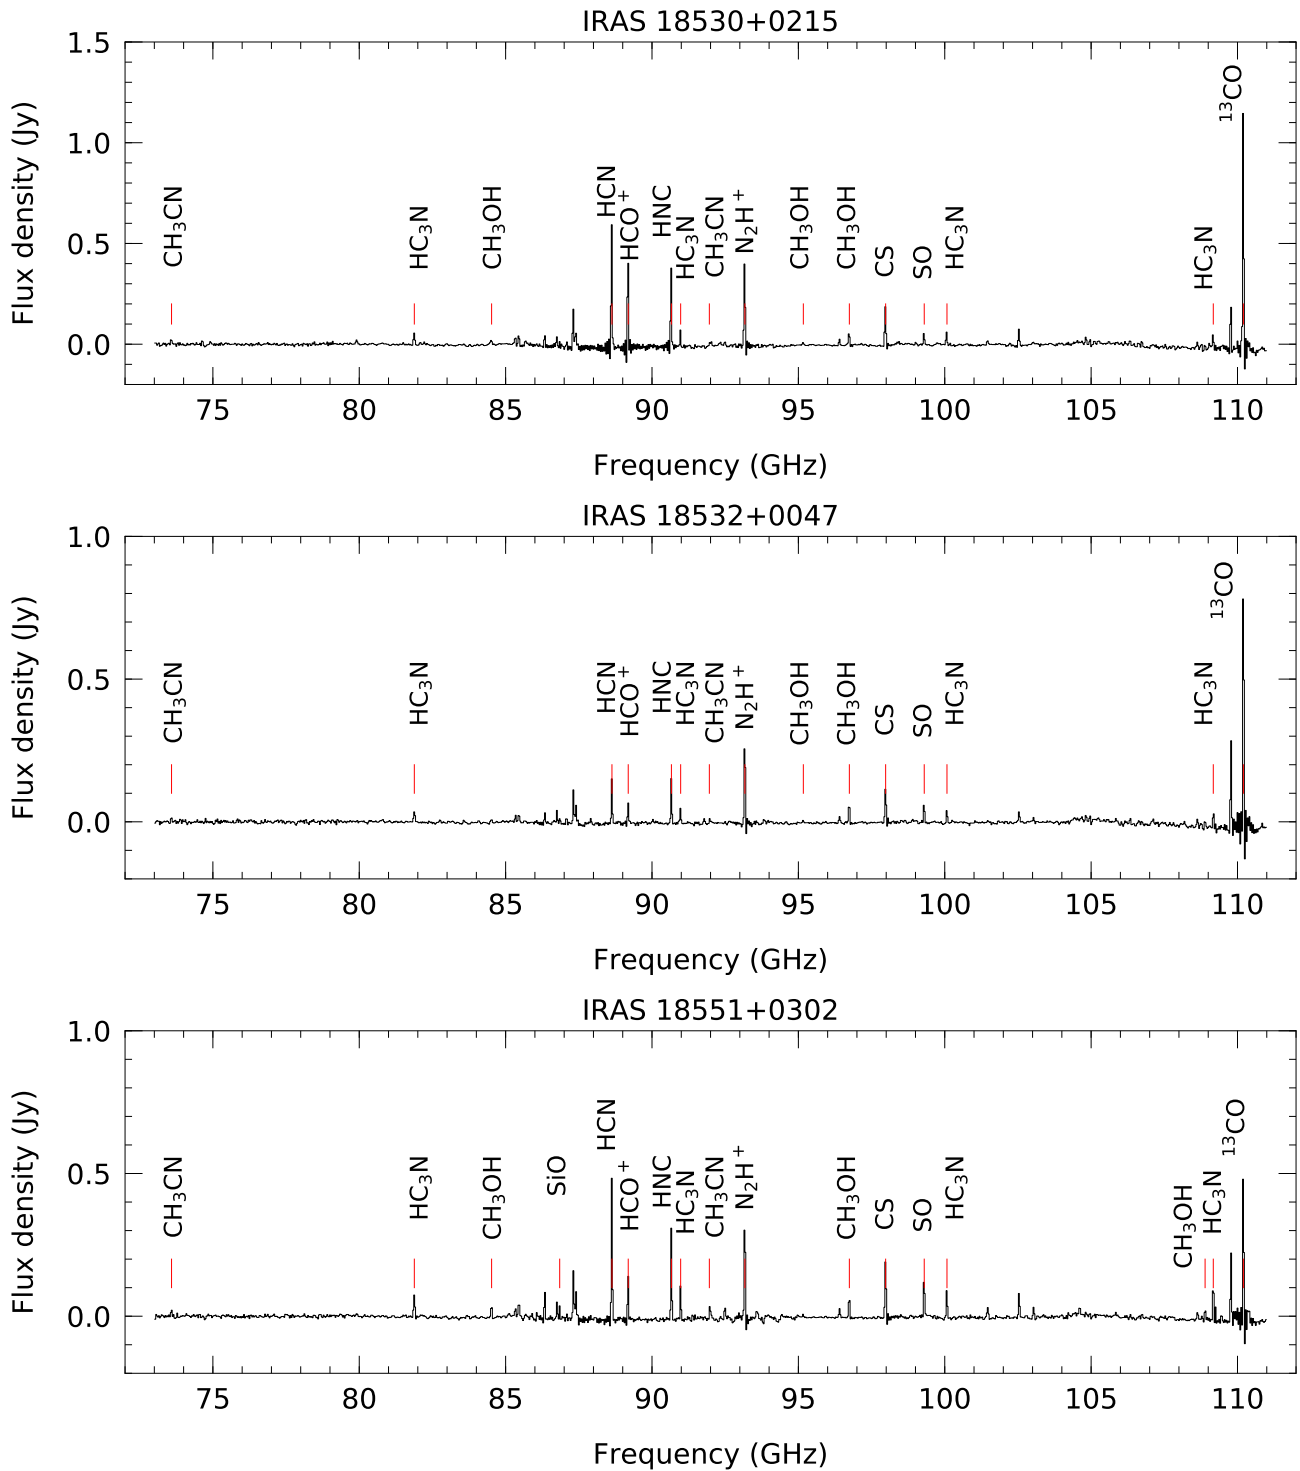 IRAS 18530+0215
Flux density (Jy)
1.5
1.0
0.5
0.0
CH₃CN
HC₃N
CH₃OH
HCN
HCO⁺
HNC
HC₃N
CH₃CN
N₂H⁺
CH₃OH
CH₃OH
CS
SO
HC₃N
HC₃N
¹³CO
75 80 85 90 95 100 105 110
Frequency (GHz)
IRAS 18532+0047
Flux density (Jy)
1.0
0.5
0.0
CH₃CN
HC₃N
HCN
HCO⁺
HNC
HC₃N
CH₃CN
N₂H⁺
CH₃OH
CH₃OH
CS
SO
HC₃N
HC₃N
¹³CO
75 80 85 90 95 100 105 110
Frequency (GHz)
IRAS 18551+0302
Flux density (Jy)
1.0
0.5
0.0
CH₃CN
HC₃N
CH₃OH
SiO
HCN
HCO⁺
HNC
HC₃N
CH₃CN
N₂H⁺
CH₃OH
CS
SO
HC₃N
CH₃OH
HC₃N
¹³CO
75 80 85 90 95 100 105 110
Frequency (GHz)